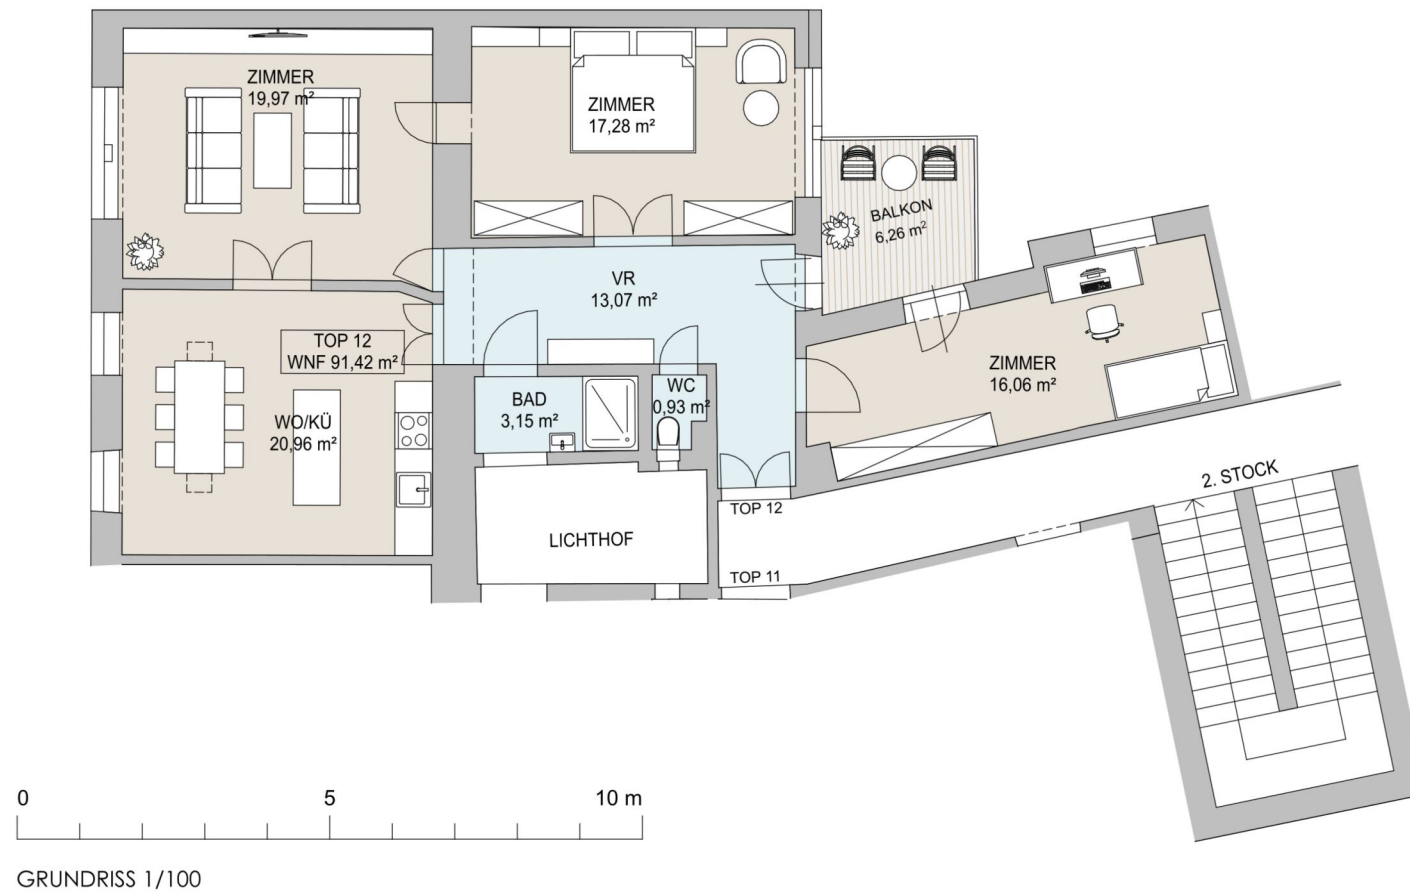 ZIMMER
19,97 m²
ZIMMER
17,28 m²
BALKON
6,26 m²
VR
13,07 m²
TOP 12
WNF 91,42 m²
ZIMMER
16,06 m²
BAD
3,15 m²
WC
0,93 m²
WO/KÜ
20,96 m²
2. STOCK
TOP 12
LICHTHOF
TOP 11
0 5 10 m
GRUNDRISS 1/100